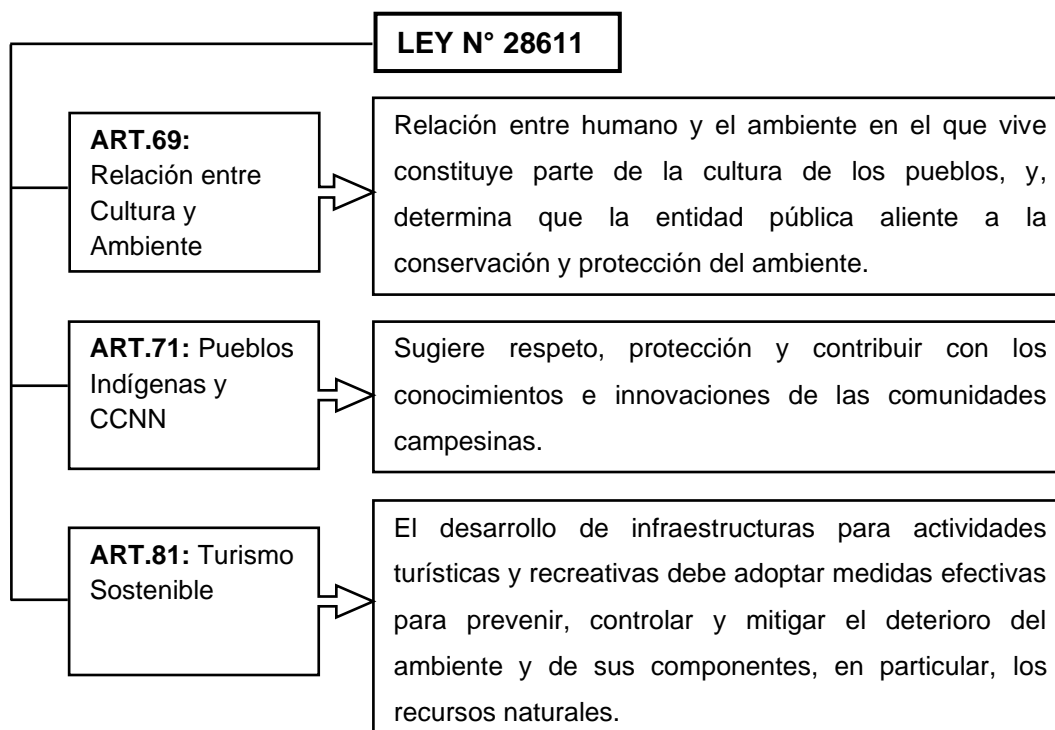 LEY N° 28611
ART.69:
Relación entre
Cultura y
Ambiente
Relación entre humano y el ambiente en el que vive
constituye parte de la cultura de los pueblos, y,
determina que la entidad pública aliente a la
conservación y protección del ambiente.
ART.71: Pueblos
Indígenas y
CCNN
Sugiere respeto, protección y contribuir con los
conocimientos e innovaciones de las comunidades
campesinas.
ART.81: Turismo
Sostenible
El desarrollo de infraestructuras para actividades
turísticas y recreativas debe adoptar medidas efectivas
para prevenir, controlar y mitigar el deterioro del
ambiente y de sus componentes, en particular, los
recursos naturales.